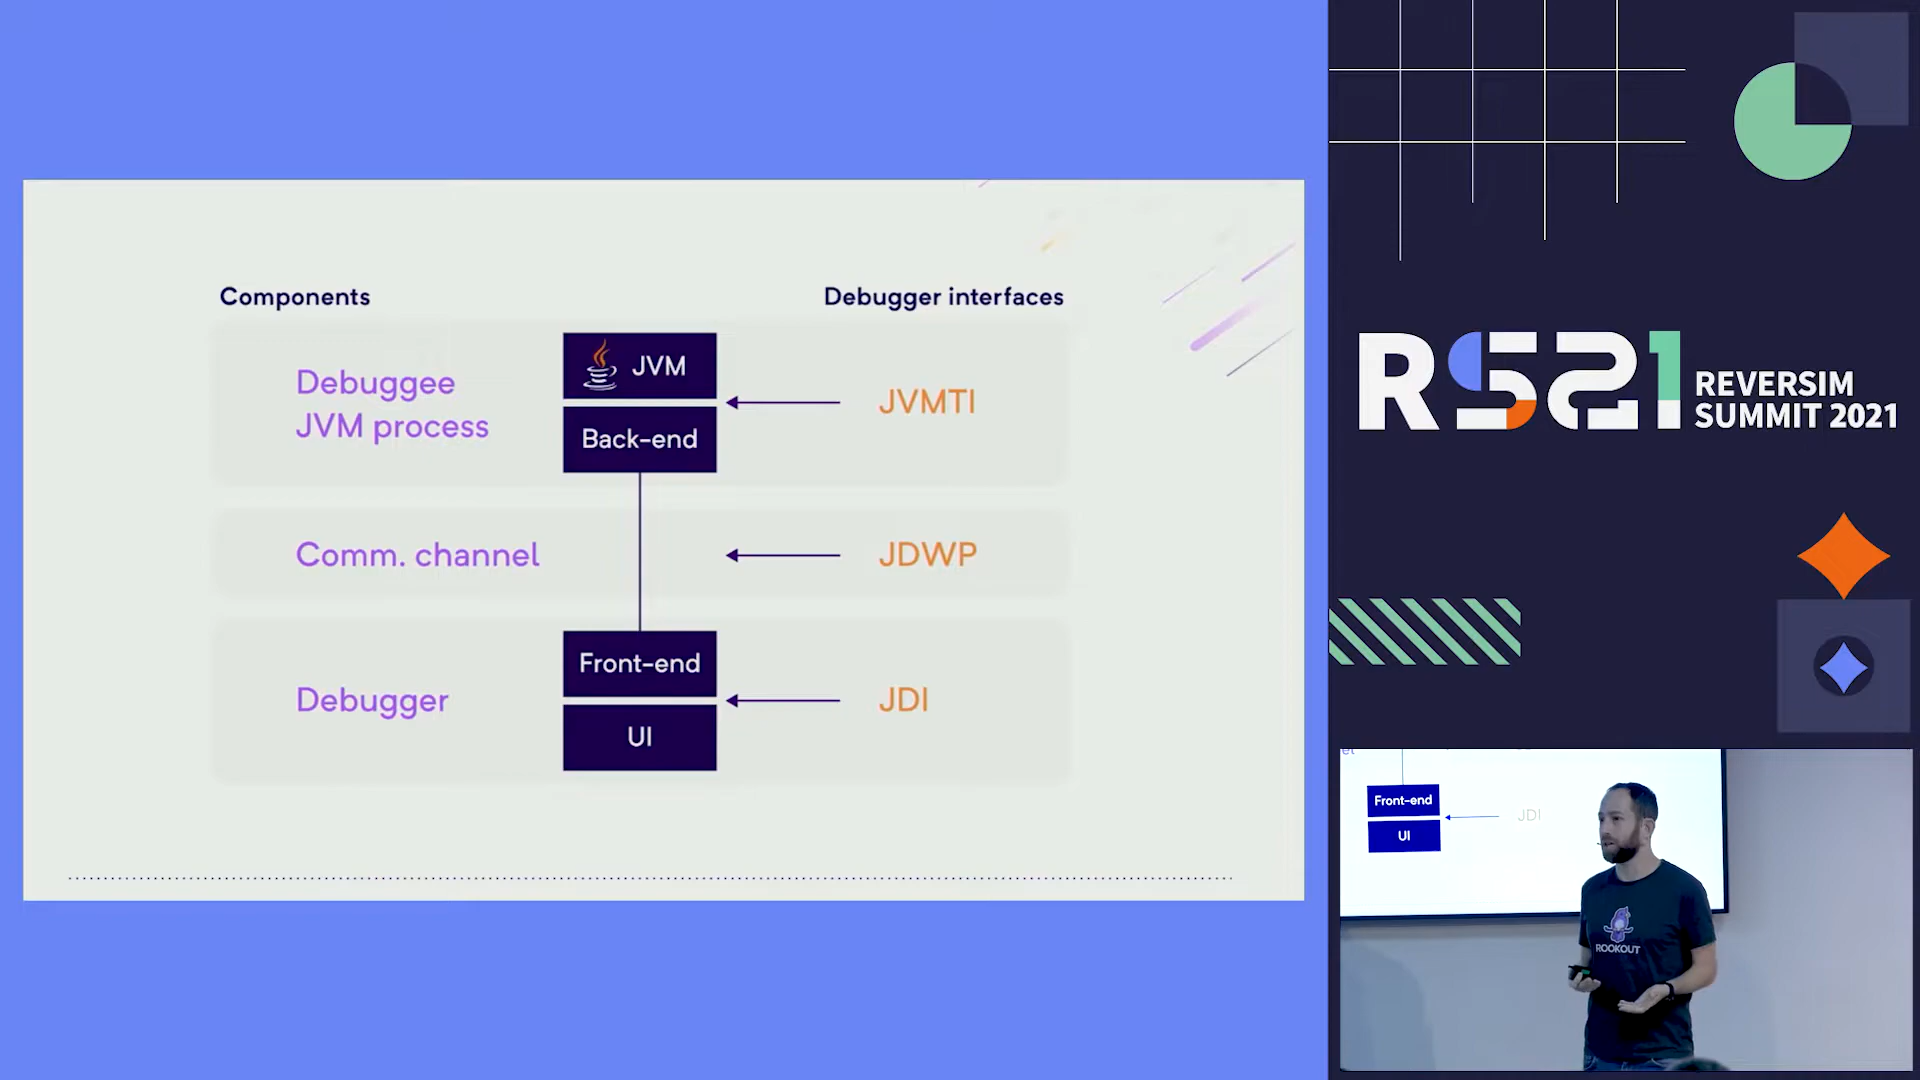 Components
Debugger interfaces
Debuggee
JVM process
JVM
Back-end
JVMTI
Comm. channel
JDWP
Debugger
Front-end
UI
JDI
RS21
REVERSIM
SUMMIT 2021
el
Front-end
UI
JDI
ROOKOUT